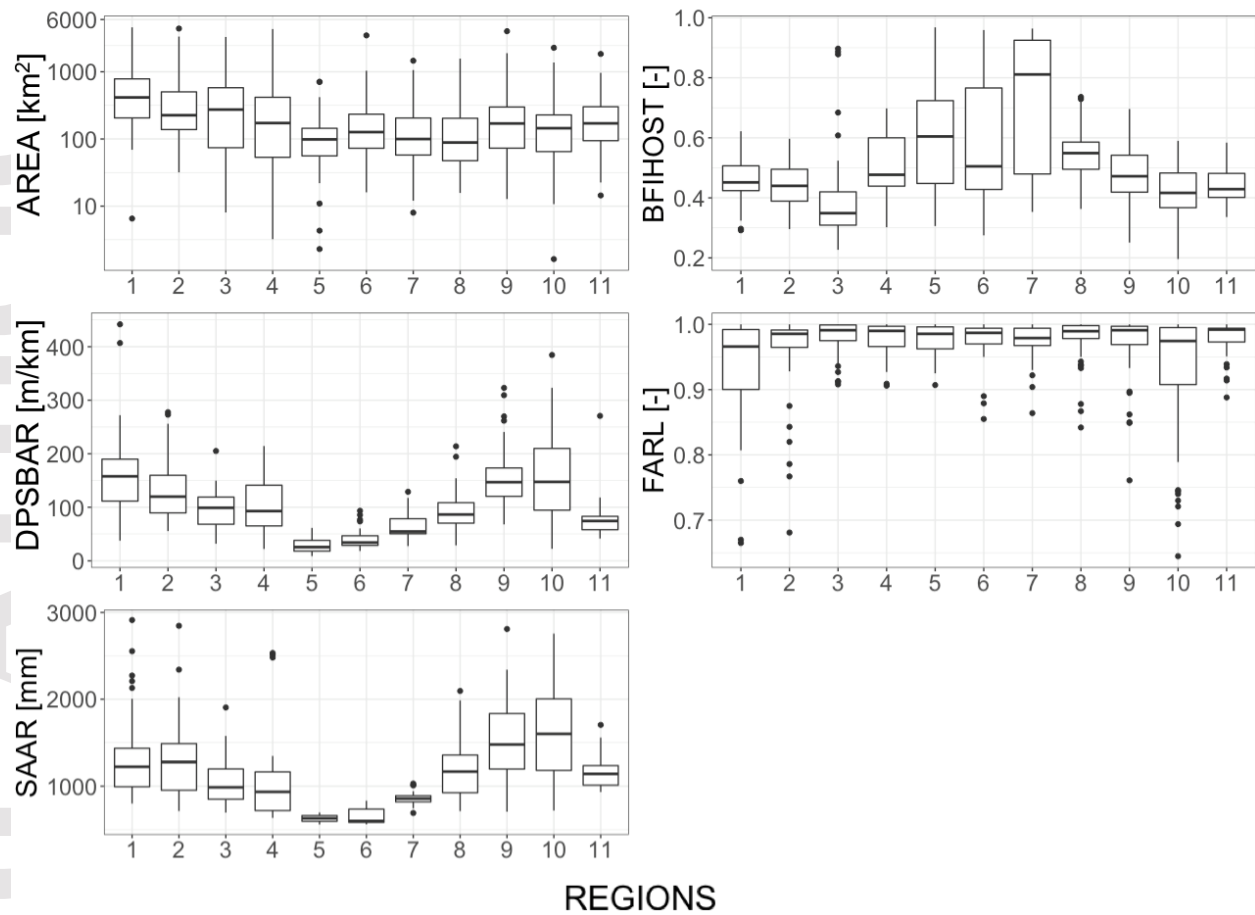 AREA [km²]
6000
1000
100
10
1 2 3 4 5 6 7 8 9 10 11
BFIHOST [-]
1.0
0.8
0.6
0.4
0.2
1 2 3 4 5 6 7 8 9 10 11
DPSBAR [m/km]
400
300
200
100
0
1 2 3 4 5 6 7 8 9 10 11
FARL [-]
1.0
0.9
0.8
0.7
1 2 3 4 5 6 7 8 9 10 11
SAAR [mm]
3000
2000
1000
1 2 3 4 5 6 7 8 9 10 11
REGIONS